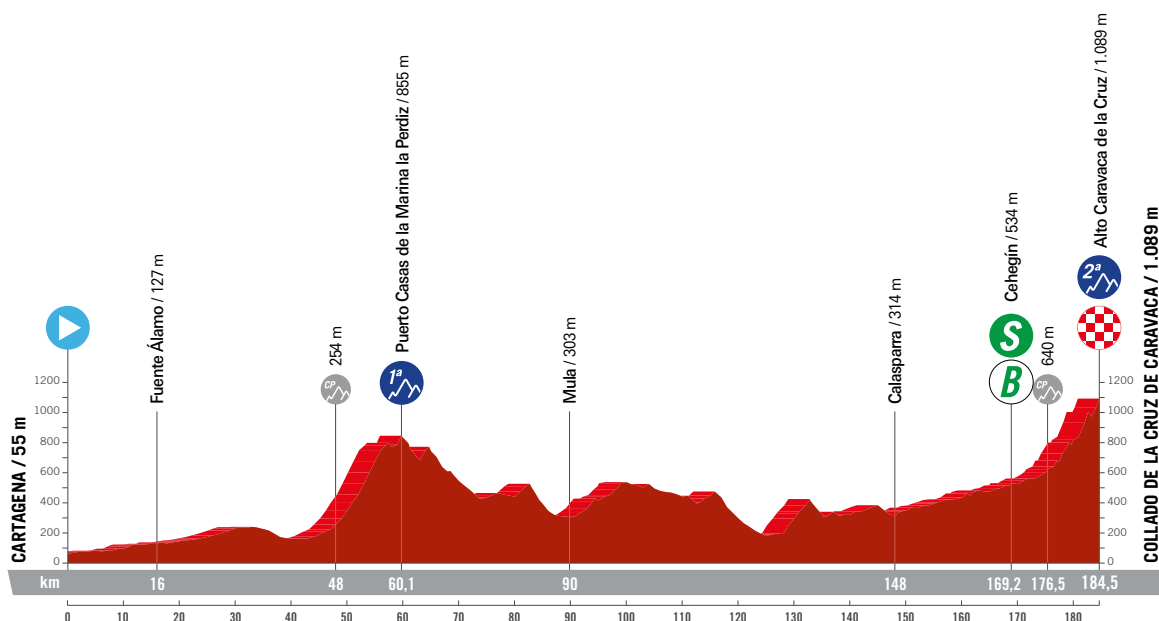 CARTAGENA / 55 m
Fuente Álamo / 127 m
254 m
CP
Puerto Casas de la Marina la Perdiz / 855 m
1ª
Mula / 303 m
Calasparra / 314 m
Cehegín / 534 m
S
B
640 m
CP
Alto Caravaca de la Cruz / 1.089 m
2ª
COLLADO DE LA CRUZ DE CARAVACA / 1.089 m
1200
1000
800
600
400
200
0
1200
1000
800
600
400
200
0
km 16 48 60,1 90 148 169,2 176,5 184,5
0 10 20 30 40 50 60 70 80 90 100 110 120 130 140 150 160 170 180